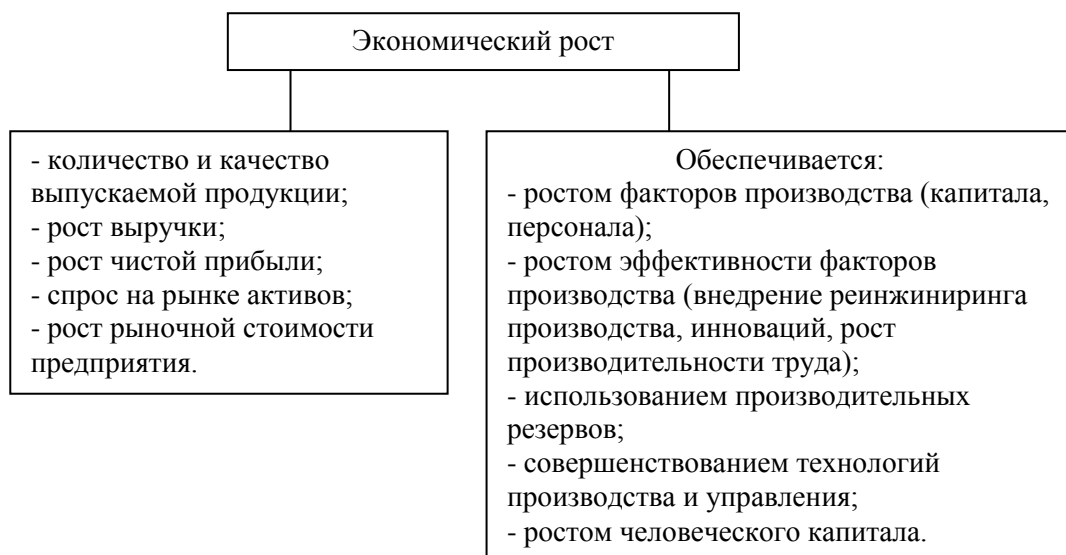 Экономический рост
- количество и качество
выпускаемой продукции;
- рост выручки;
- рост чистой прибыли;
- спрос на рынке активов;
- рост рыночной стоимости
предприятия.
Обеспечивается:
- ростом факторов производства (капитала,
персонала);
- ростом эффективности факторов
производства (внедрение реинжиниринга
производства, инноваций, рост
производительности труда);
- использованием производительных
резервов;
- совершенствованием технологий
производства и управления;
- ростом человеческого капитала.